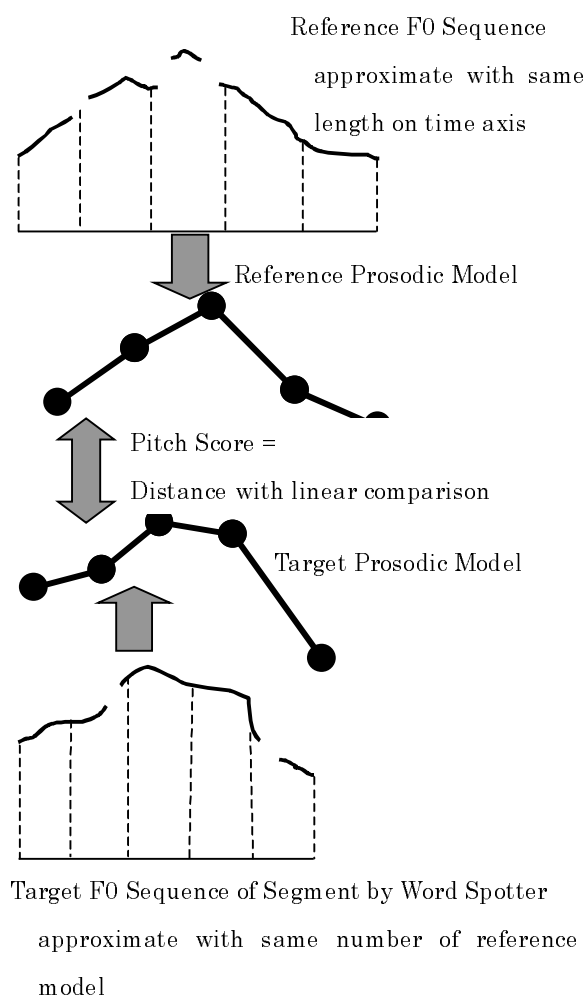 Reference F0 Sequence
approximate with same
length on time axis
Reference Prosodic Model
Pitch Score =
Distance with linear comparison
Target Prosodic Model
Target F0 Sequence of Segment by Word Spotter
approximate with same number of reference
model